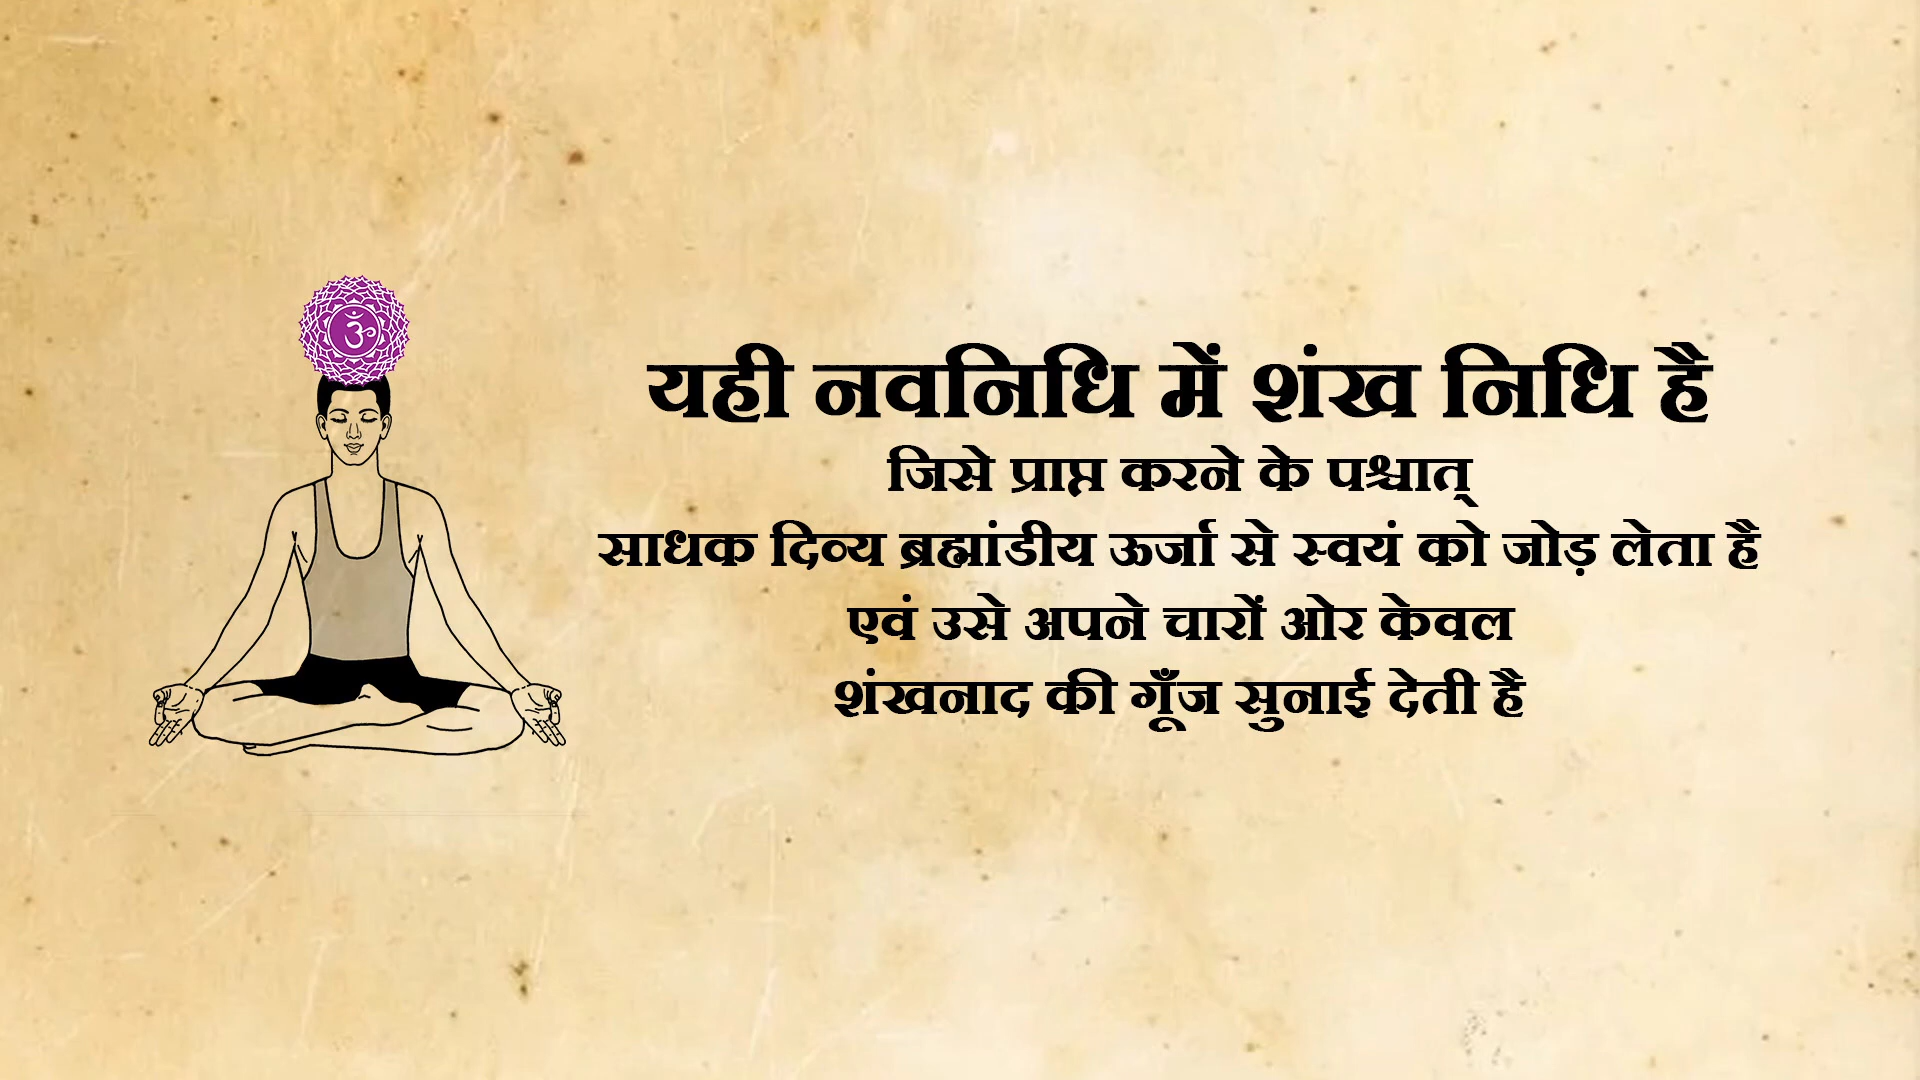 ॐ
यही नवनिधि में शंख निधि है
जिसे प्राप्त करने के पश्चात्
साधक दिव्य ब्रह्मांडीय ऊर्जा से स्वयं को जोड़ लेता है
एवं उसे अपने चारों ओर केवल
शंखनाद की गूँज सुनाई देती है